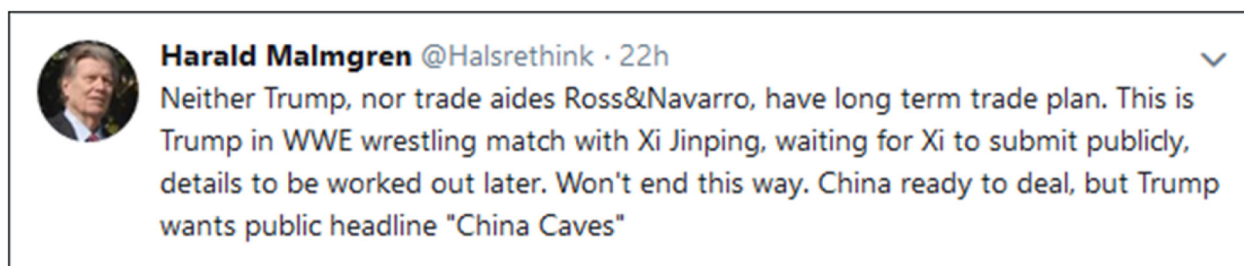 Harald Malmgren @Halsrethink · 22h
Neither Trump, nor trade aides Ross&Navarro, have long term trade plan. This is
Trump in WWE wrestling match with Xi Jinping, waiting for Xi to submit publicly,
details to be worked out later. Won't end this way. China ready to deal, but Trump
wants public headline "China Caves"